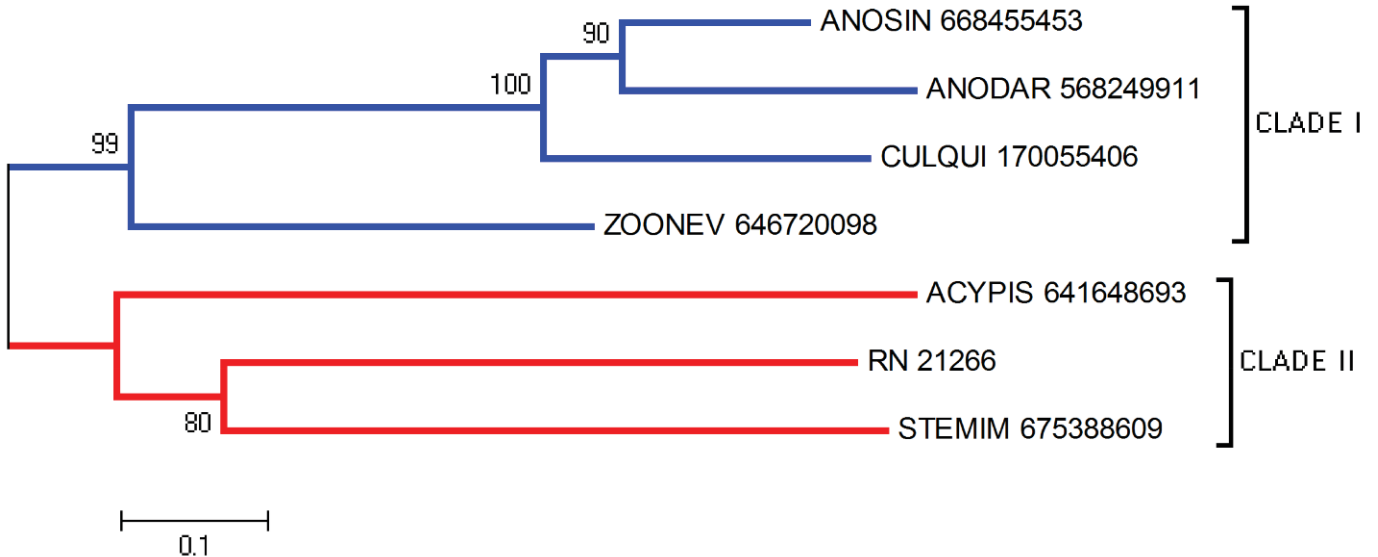 90
ANOSIN 668455453
100
ANODAR 568249911
CLADE I
99
CULQUI 170055406
ZOONEV 646720098
ACYPIS 641648693
RN 21266
CLADE II
80
STEMIM 675388609
0.1